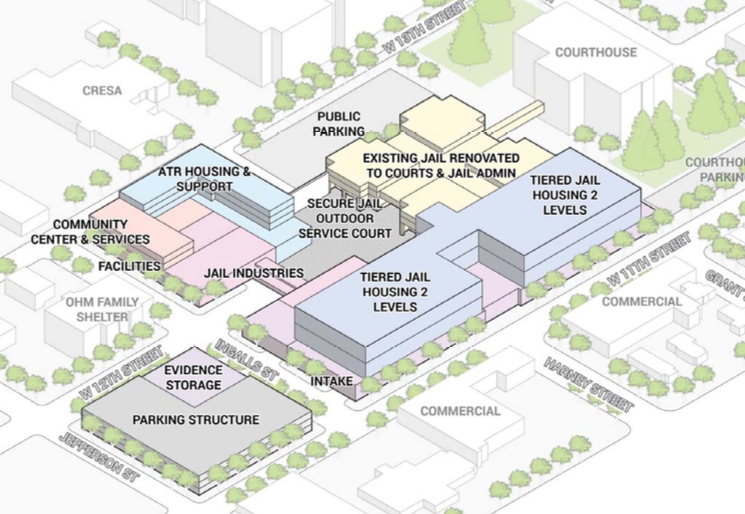 W 13TH STREET
COURTHOUSE
CRESA
PUBLIC
PARKING
EXISTING JAIL RENOVATED
TO COURTS & JAIL ADMIN
ATR HOUSING &
SUPPORT
TIERED JAIL
HOUSING 2
LEVELS
PARKIN
SECURE JAIL
OUTDOOR
SERVICE COURT
COMMUNITY
CENTER & SERVICES
FACILITIES
JAIL INDUSTRIES
TIERED JAIL
HOUSING 2
LEVELS
W 11TH STREET
GRANT
COMMERCIAL
OHM FAMILY
SHELTER
W 12TH STREET
INGALLS ST
EVIDENCE
STORAGE
INTAKE
HARNEY STREET
COMMERCIAL
PARKING STRUCTURE
JEFFERSON ST